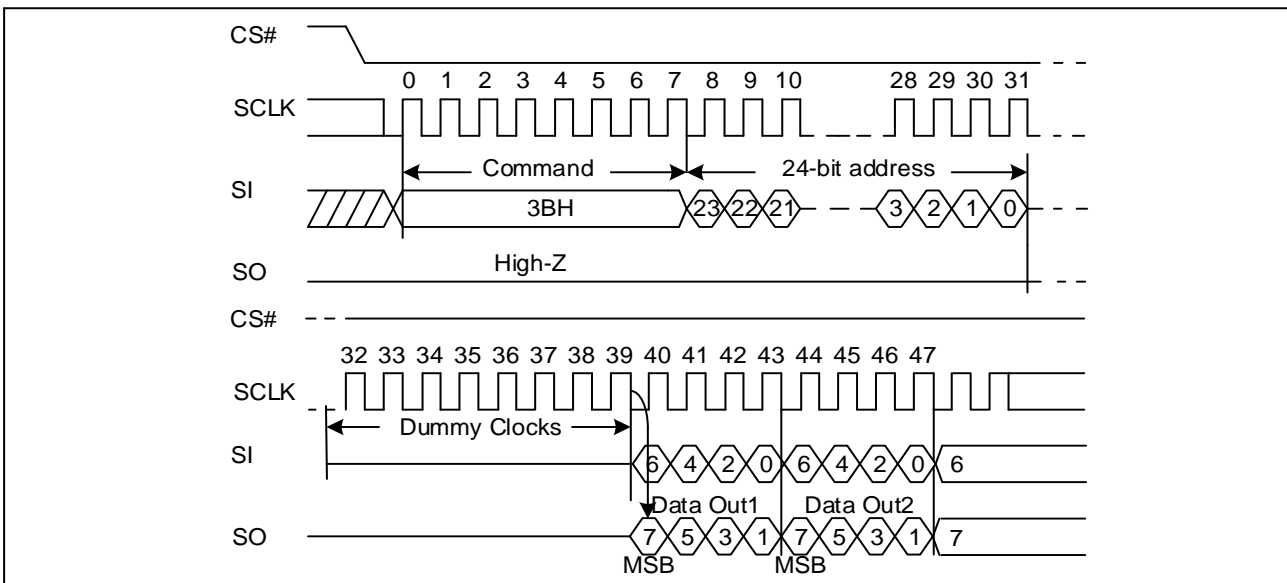 CS#
0 1 2 3 4 5 6 7 8 9 10 28 29 30 31
SCLK
Command 24-bit address
SI
3BH 23 22 21 3 2 1 0
High-Z
SO
CS#
32 33 34 35 36 37 38 39 40 41 42 43 44 45 46 47
SCLK
Dummy Clocks
SI
6 4 2 0 6 4 2 0 6
Data Out1 Data Out2
SO
7 5 3 1 7 5 3 1 7
MSB MSB